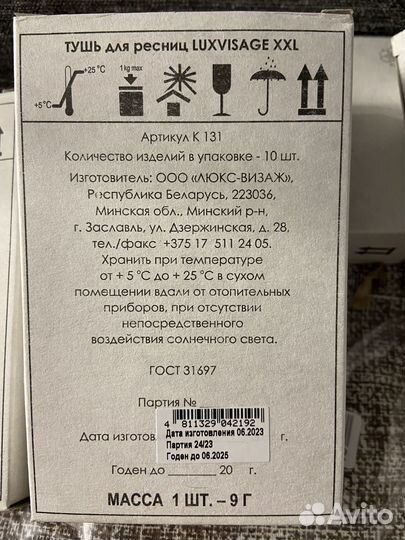 ТУШЬ для ресниц LUXVISAGE XXL
+25 °C
1 kg max
+5°C
Артикул К 131
Количество изделий в упаковке - 10 шт.
Изготовитель: ООО «ЛЮКС-ВИЗАЖ»,
Республика Беларусь, 223036,
Минская обл., Минский р-н,
г. Заславль, ул. Дзержинская, д. 28,
тел./факс +375 17 511 24 05.
Хранить при температуре
от + 5 °C до + 25 °C в сухом
помещении вдали от отопительных
приборов, при отсутствии
непосредственного
воздействия солнечного света.
ГОСТ 31697
Партия №
4 811329 042192
Дата изготовления 06.2023
Партия 24/23
Годен до 06.2025
Дата изготов г.
Годен до 20 г.
МАССА 1 ШТ. – 9 Г
Avito